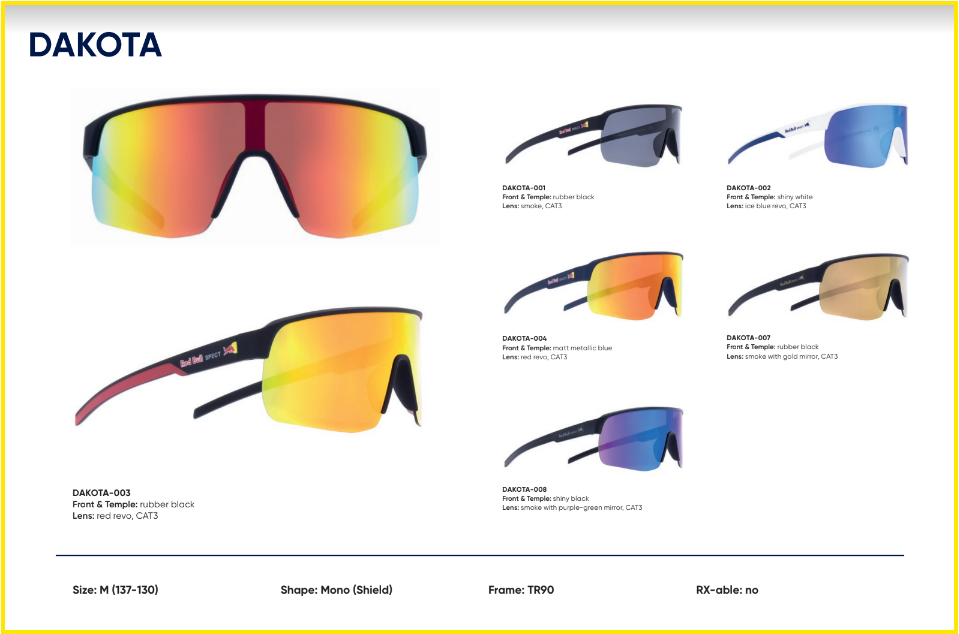 DAKOTA
Red Bull SPECT
DAKOTA-003
Front & Temple: rubber black
Lens: red revo, CAT3
DAKOTA-001
Front & Temple: rubber black
Lens: smoke, CAT3
DAKOTA-002
Front & Temple: shiny white
Lens: ice blue revo, CAT3
DAKOTA-004
Front & Temple: matt metallic blue
Lens: red revo, CAT3
DAKOTA-007
Front & Temple: rubber black
Lens: smoke with gold mirror, CAT3
DAKOTA-008
Front & Temple: shiny black
Lens: smoke with purple-green mirror, CAT3
Size: M (137-130)
Shape: Mono (Shield)
Frame: TR90
RX-able: no